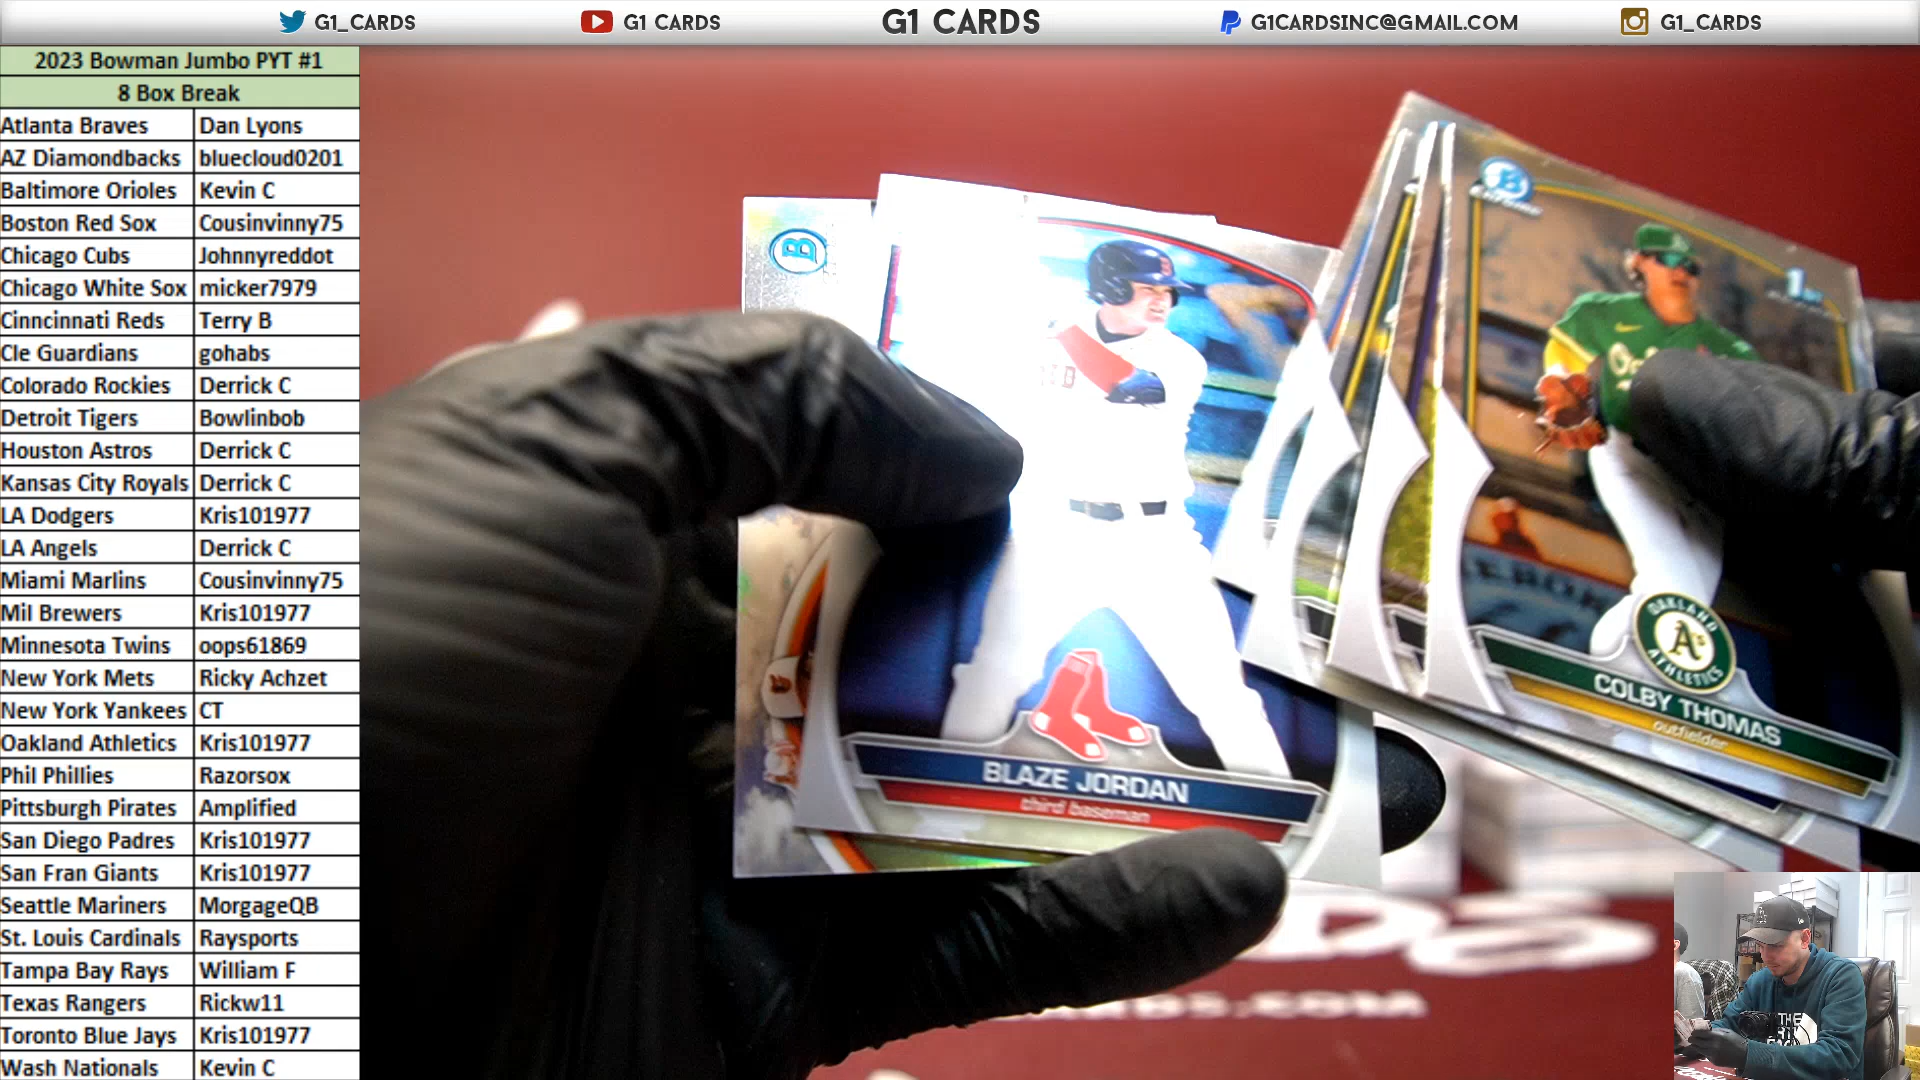 G1_CARDS G1 CARDS G1 CARDS G1CARDSINC@GMAIL.COM G1_CARDS
2023 Bowman Jumbo PYT #1
8 Box Break
Atlanta Braves Dan Lyons
AZ Diamondbacks bluecloud0201
Baltimore Orioles Kevin C
Boston Red Sox Cousinvinny75
Chicago Cubs Johnnyreddot
Chicago White Sox micker7979
Cinncinnati Reds Terry B
Cle Guardians gohabs
Colorado Rockies Derrick C
Detroit Tigers Bowlinbob
Houston Astros Derrick C
Kansas City Royals Derrick C
LA Dodgers Kris101977
LA Angels Derrick C
Miami Marlins Cousinvinny75
Mil Brewers Kris101977
Minnesota Twins oops61869
New York Mets Ricky Achzet
New York Yankees CT
Oakland Athletics Kris101977
Phil Phillies Razorsox
Pittsburgh Pirates Amplified
San Diego Padres Kris101977
San Fran Giants Kris101977
Seattle Mariners MorgageQB
St. Louis Cardinals Raysports
Tampa Bay Rays William F
Texas Rangers Rickw11
Toronto Blue Jays Kris101977
Wash Nationals Kevin C
B
BLAZE JORDAN
third baseman
B
1st
OAKLAND
A's
ATHLETICS
COLBY THOMAS
outfielder
THE